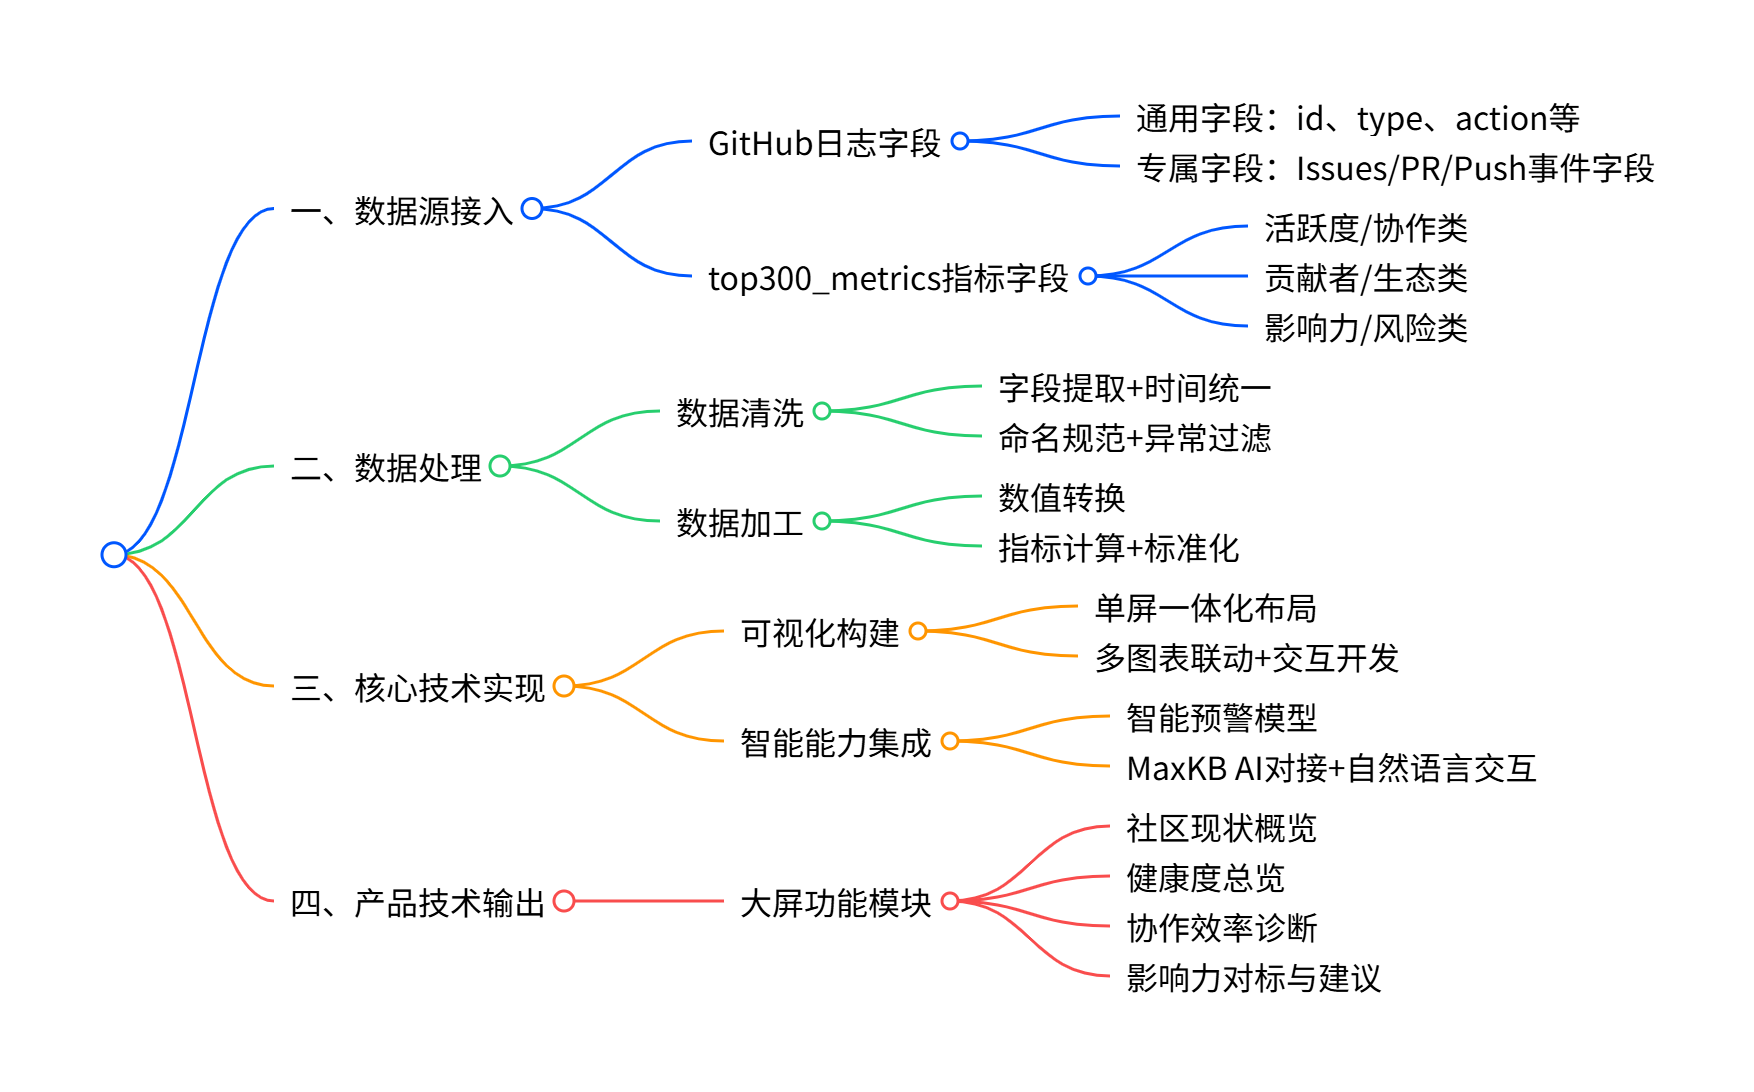 一、数据源接入
GitHub日志字段
通用字段：id、type、action等
专属字段：Issues/PR/Push事件字段
top300_metrics指标字段
活跃度/协作类
贡献者/生态类
影响力/风险类
二、数据处理
数据清洗
字段提取+时间统一
命名规范+异常过滤
数据加工
数值转换
指标计算+标准化
三、核心技术实现
可视化构建
单屏一体化布局
多图表联动+交互开发
智能能力集成
智能预警模型
MaxKB AI对接+自然语言交互
四、产品技术输出
大屏功能模块
社区现状概览
健康度总览
协作效率诊断
影响力对标与建议